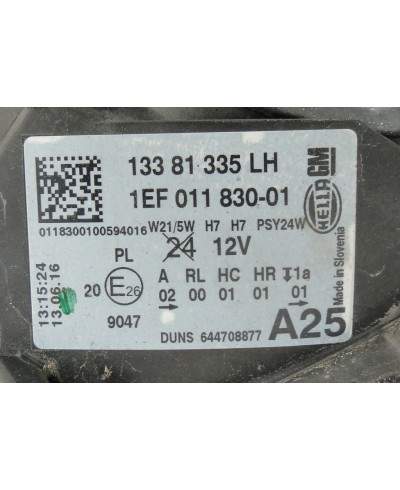 133 81 335 LH
1EF 011 830-01
HELLA GM
0118300100594016 W21/5W H7 H7 PSY24W
PL 24 12V
A RL HC HR 1a
20 E26 02 00 01 01 01
9047
DUNS 644708877 A25
13:15:24
13.06.16
Made in Slovenia